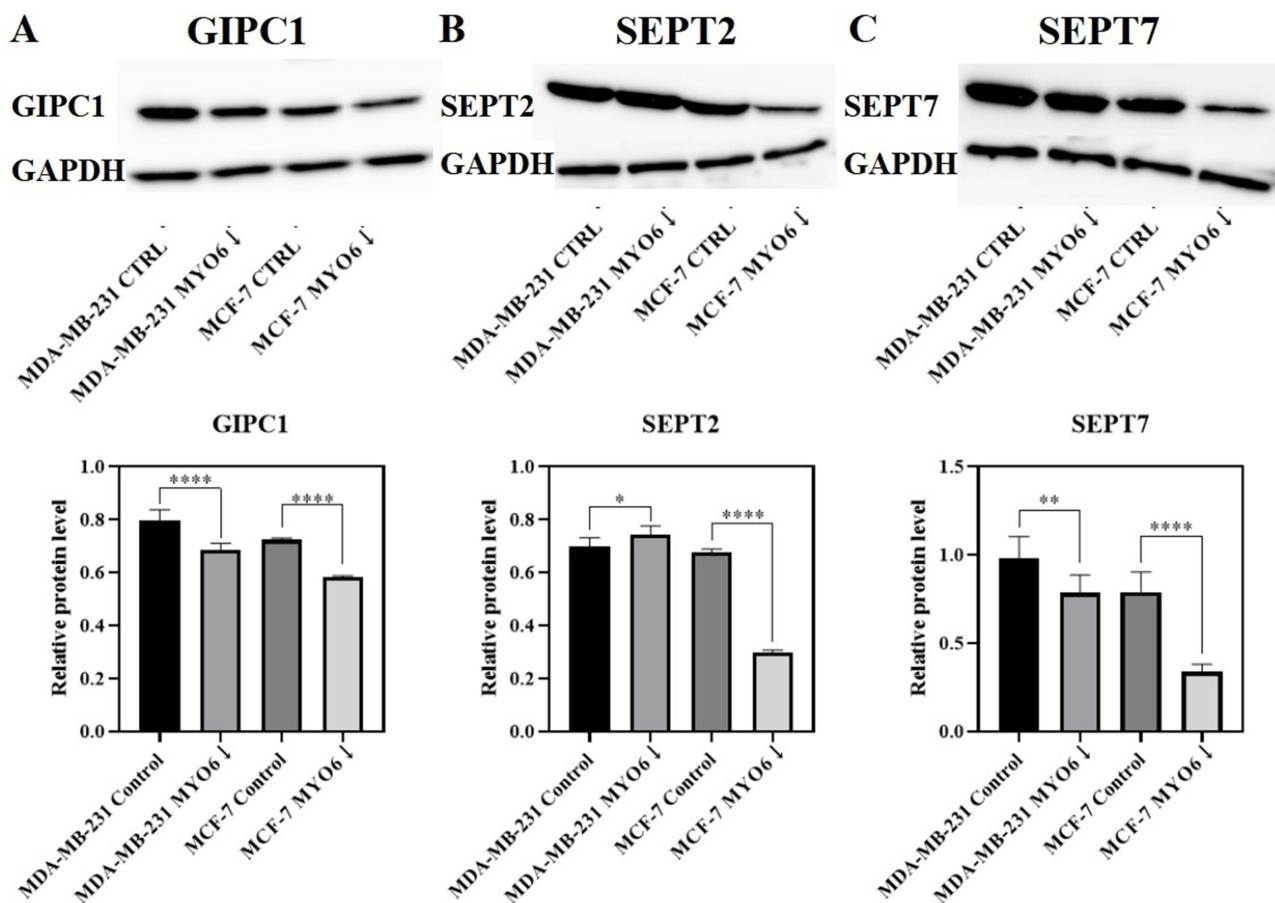 A GIPC1
GIPC1
GAPDH
MDA-MB-231 CTRL
MDA-MB-231 MYO6↓
MCF-7 CTRL
MCF-7 MYO6↓
B SEPT2
SEPT2
GAPDH
MDA-MB-231 CTRL
MDA-MB-231 MYO6↓
MCF-7 CTRL
MCF-7 MYO6↓
C SEPT7
SEPT7
GAPDH
MDA-MB-231 CTRL
MDA-MB-231 MYO6↓
MCF-7 CTRL
MCF-7 MYO6↓
GIPC1
Relative protein level
1.0
0.8
0.6
0.4
0.2
0.0
****
****
MDA-MB-231 Control
MDA-MB-231 MYO6↓
MCF-7 Control
MCF-7 MYO6↓
SEPT2
Relative protein level
1.0
0.8
0.6
0.4
0.2
0.0
*
****
MDA-MB-231 Control
MDA-MB-231 MYO6↓
MCF-7 Control
MCF-7 MYO6↓
SEPT7
Relative protein level
1.5
1.0
0.5
0.0
**
****
MDA-MB-231 Control
MDA-MB-231 MYO6↓
MCF-7 Control
MCF-7 MYO6↓